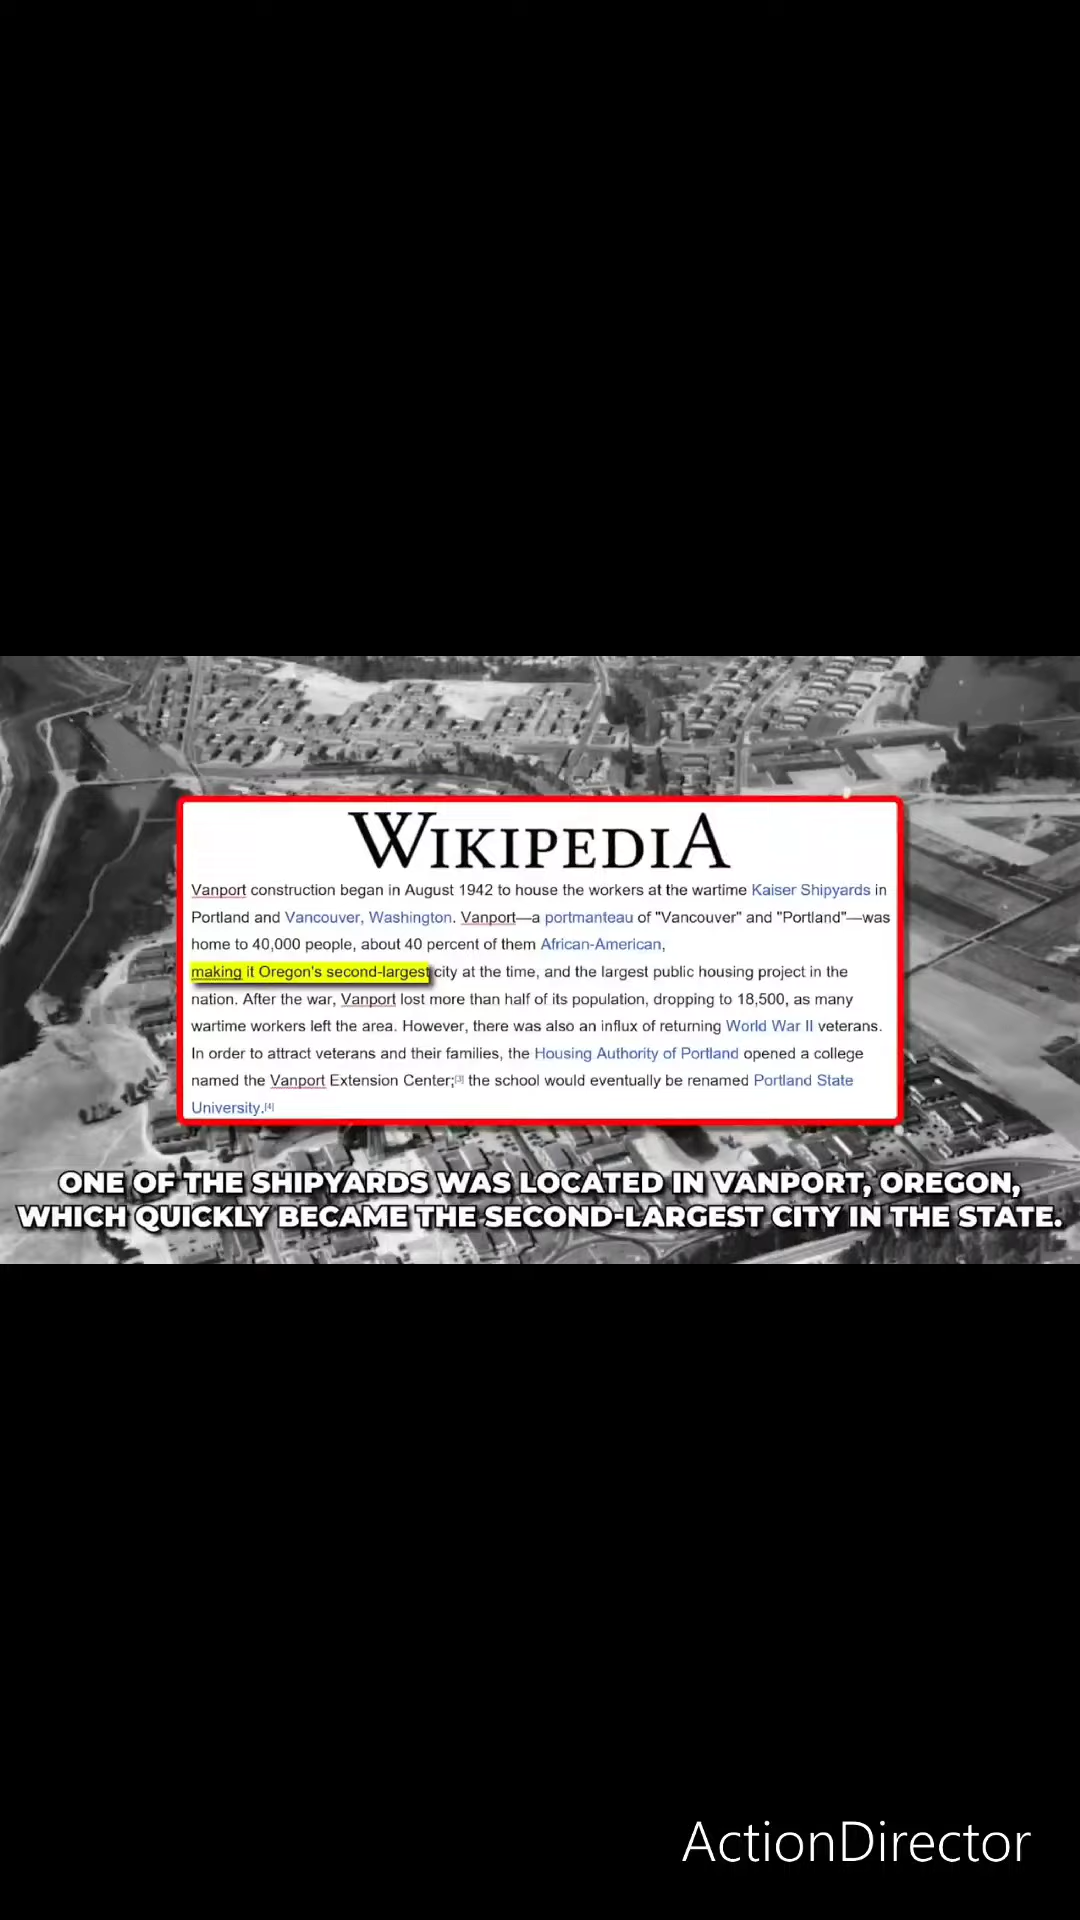 WIKIPEDIA
Vanport construction began in August 1942 to house the workers at the wartime Kaiser Shipyards in
Portland and Vancouver, Washington. Vanport—a portmanteau of "Vancouver" and "Portland"—was
home to 40,000 people, about 40 percent of them African-American,
making it Oregon's second-largest city at the time, and the largest public housing project in the
nation. After the war, Vanport lost more than half of its population, dropping to 18,500, as many
wartime workers left the area. However, there was also an influx of returning World War II veterans.
In order to attract veterans and their families, the Housing Authority of Portland opened a college
named the Vanport Extension Center;[3] the school would eventually be renamed Portland State
University.[4]
ONE OF THE SHIPYARDS WAS LOCATED IN VANPORT, OREGON,
WHICH QUICKLY BECAME THE SECOND-LARGEST CITY IN THE STATE.
ActionDirector